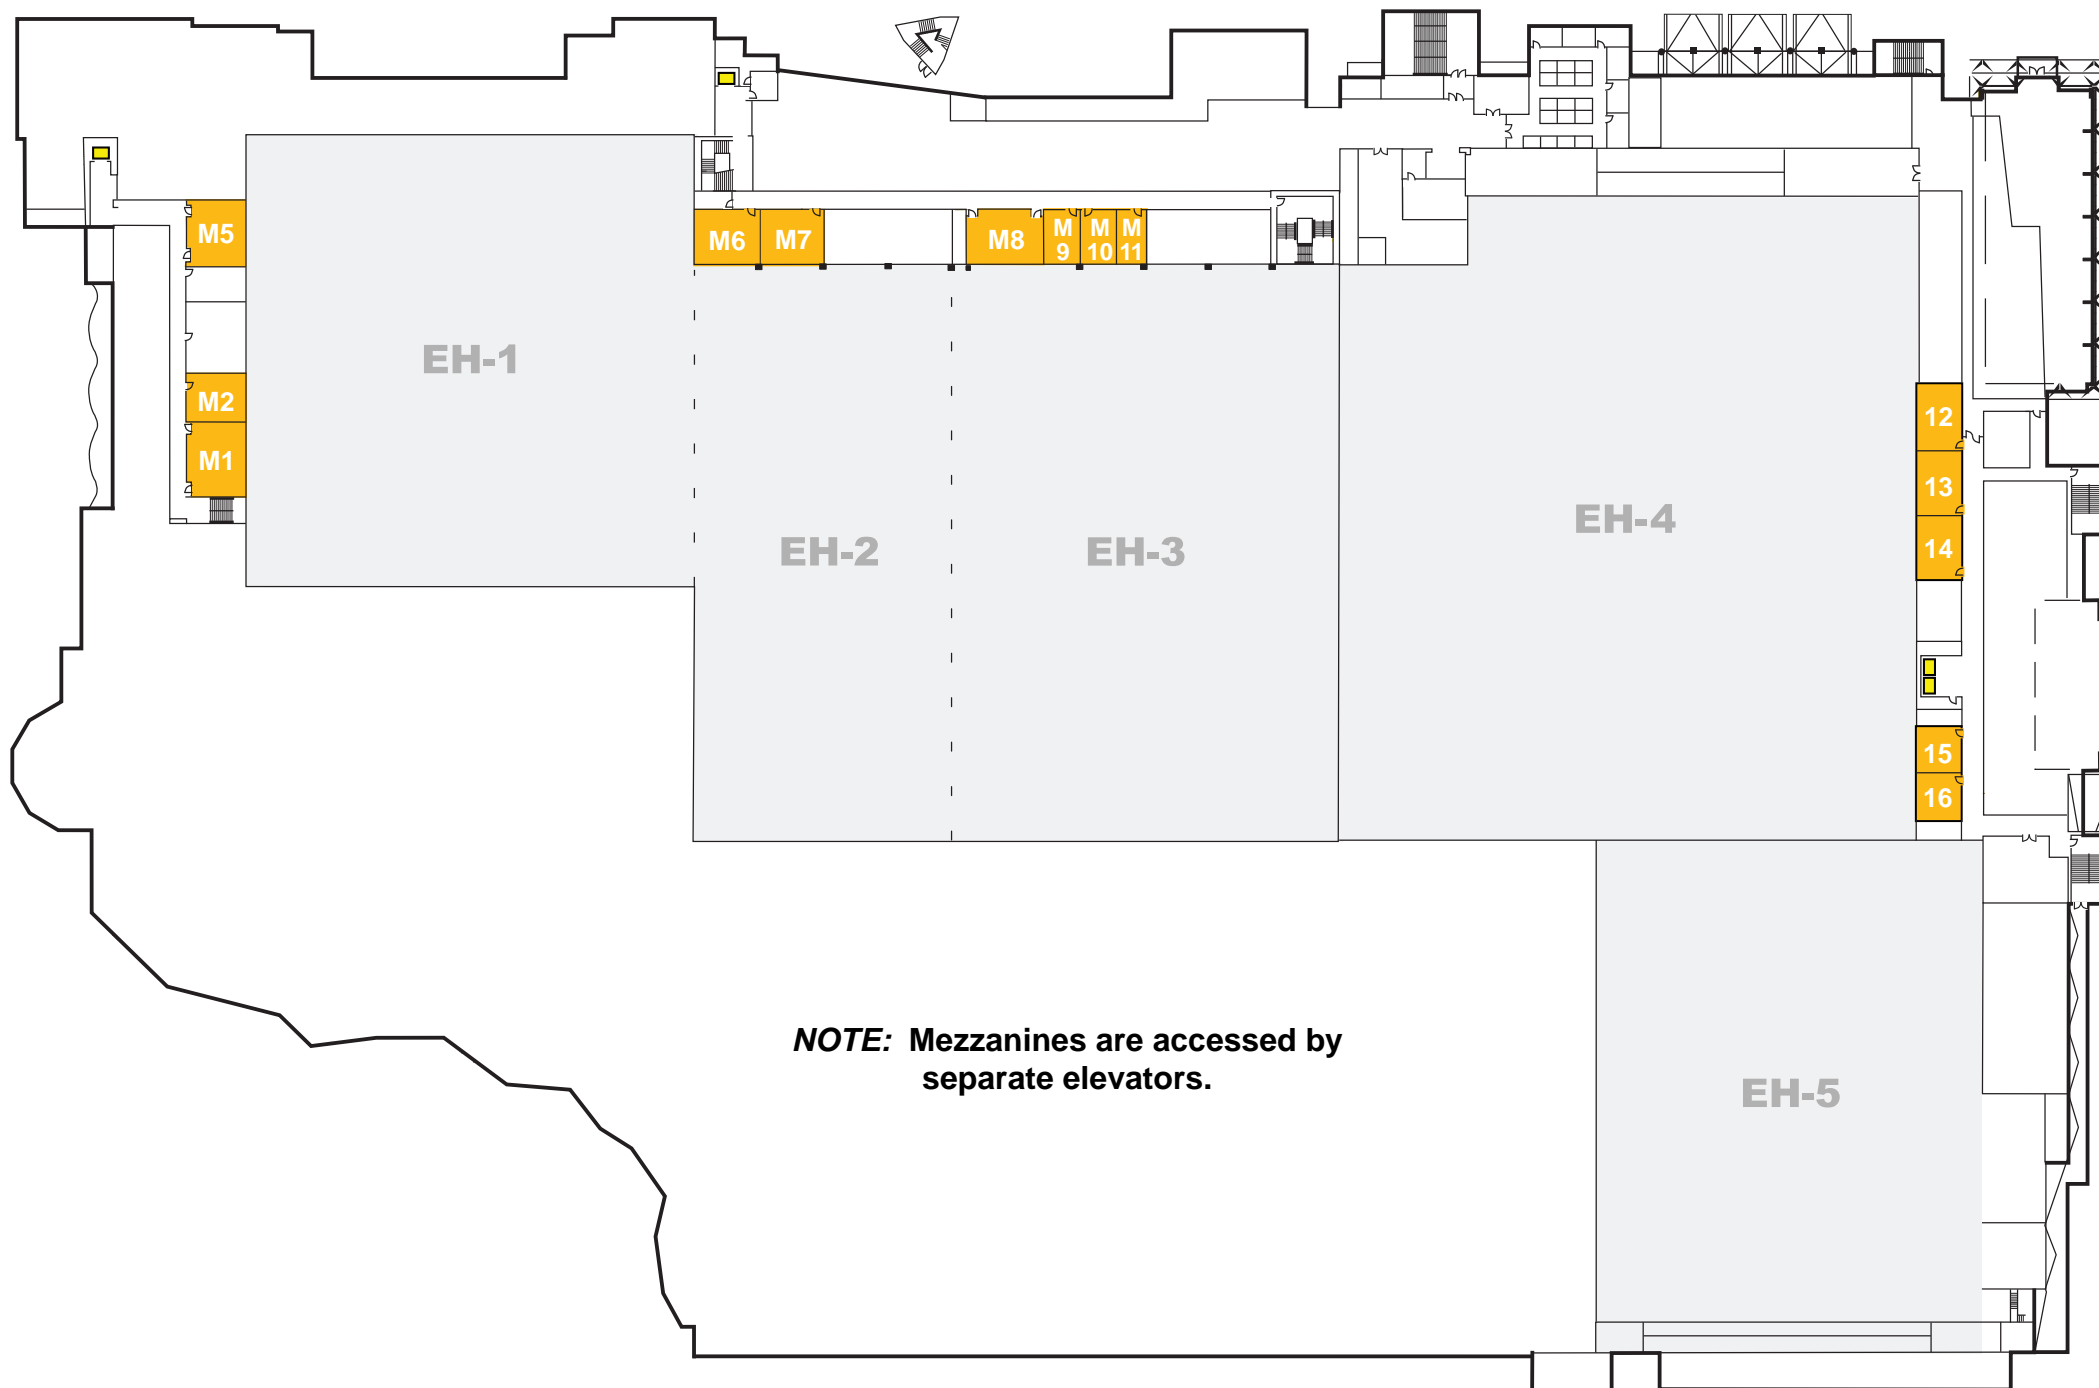 M5
M6
M7
M8
M
9
M
10
M
11
EH-1
M2
M1
12
13
14
EH-4
EH-2
EH-3
15
16
NOTE: Mezzanines are accessed by
separate elevators.
EH-5